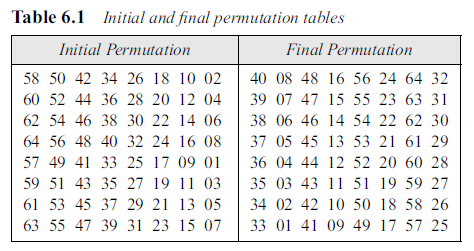 Table 6.1 Initial and final permutation tables
Initial Permutation Final Permutation
58 50 42 34 26 18 10 02 40 08 48 16 56 24 64 32
60 52 44 36 28 20 12 04 39 07 47 15 55 23 63 31
62 54 46 38 30 22 14 06 38 06 46 14 54 22 62 30
64 56 48 40 32 24 16 08 37 05 45 13 53 21 61 29
57 49 41 33 25 17 09 01 36 04 44 12 52 20 60 28
59 51 43 35 27 19 11 03 35 03 43 11 51 19 59 27
61 53 45 37 29 21 13 05 34 02 42 10 50 18 58 26
63 55 47 39 31 23 15 07 33 01 41 09 49 17 57 25